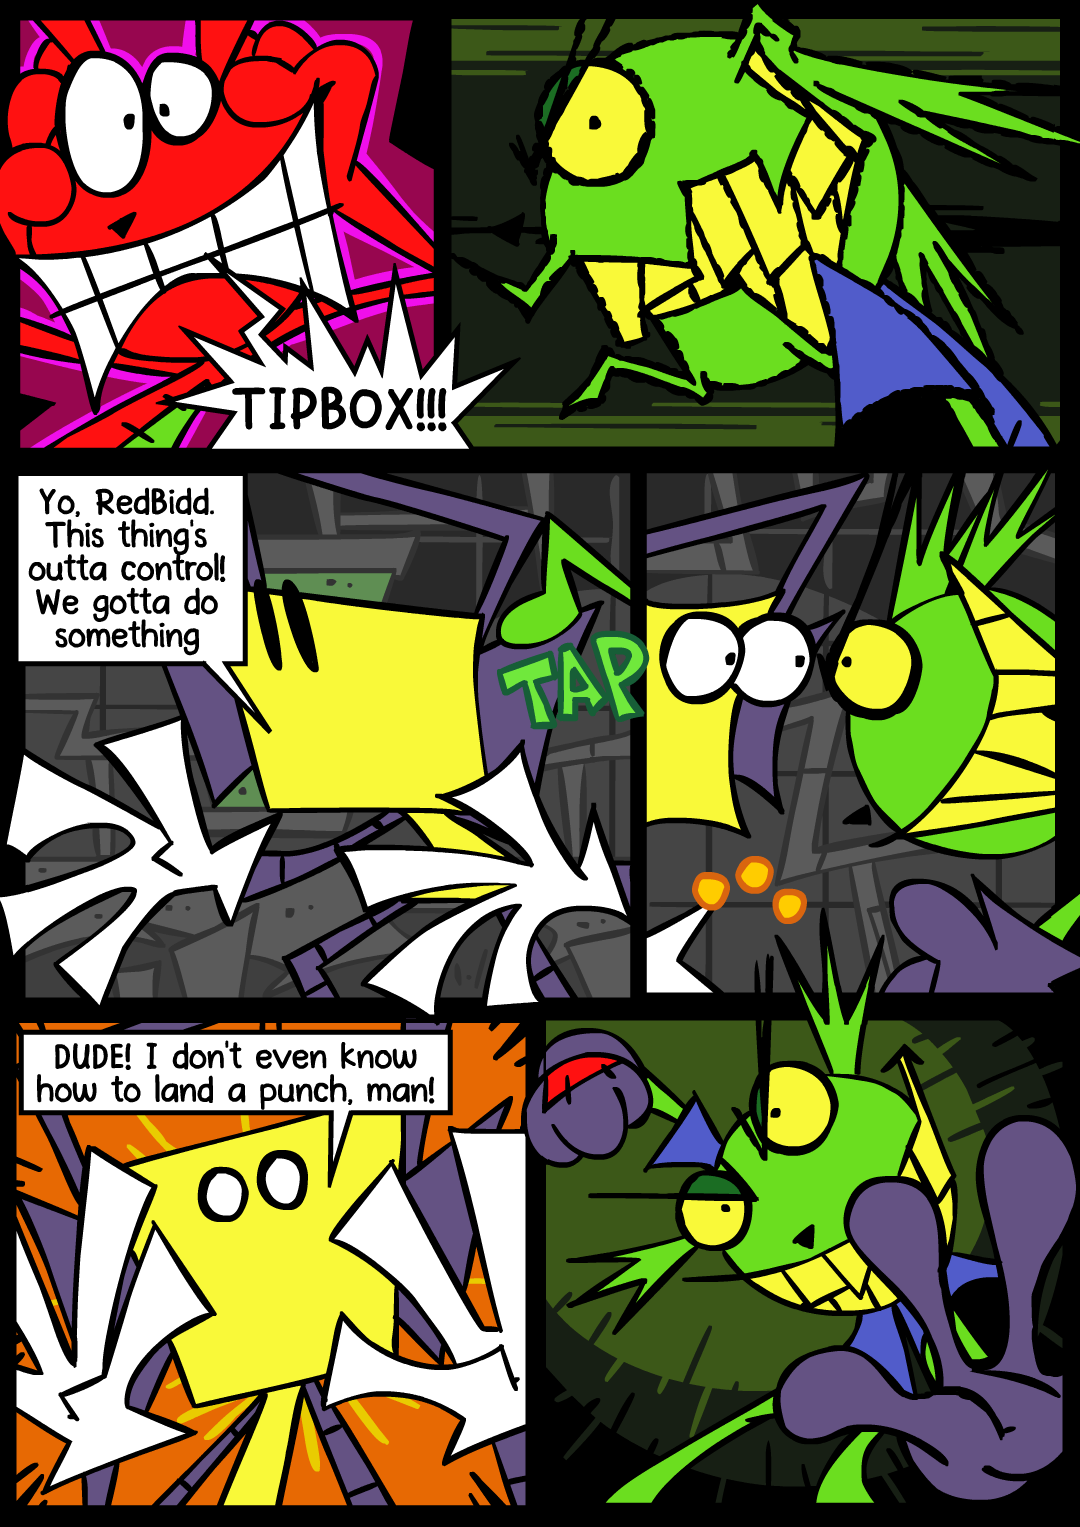 TIPBOX!!!
Yo, RedBidd.
This thing's
outta control!
We gotta do
something
TAP
DUDE! I don't even know
how to land a punch, man!